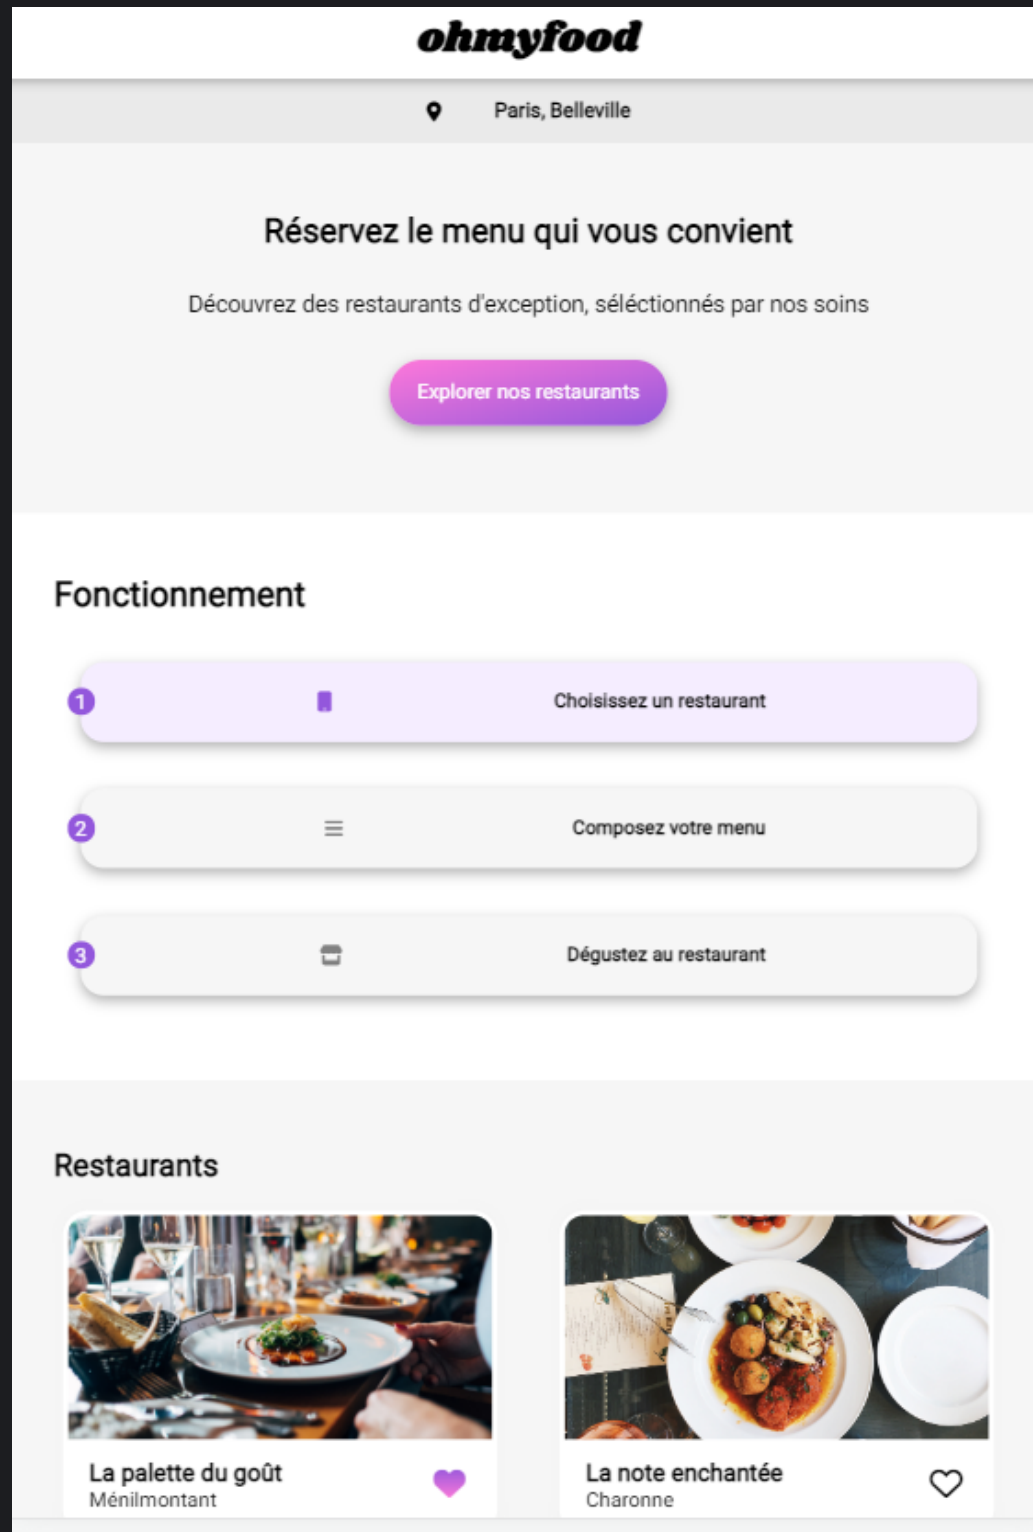 ohmyfood
Paris, Belleville
Réservez le menu qui vous convient
Découvrez des restaurants d'exception, séléctionnés par nos soins
Explorer nos restaurants
Fonctionnement
1 Choisissez un restaurant
2 Composez votre menu
3 Dégustez au restaurant
Restaurants
La palette du goût
Ménilmontant
La note enchantée
Charonne